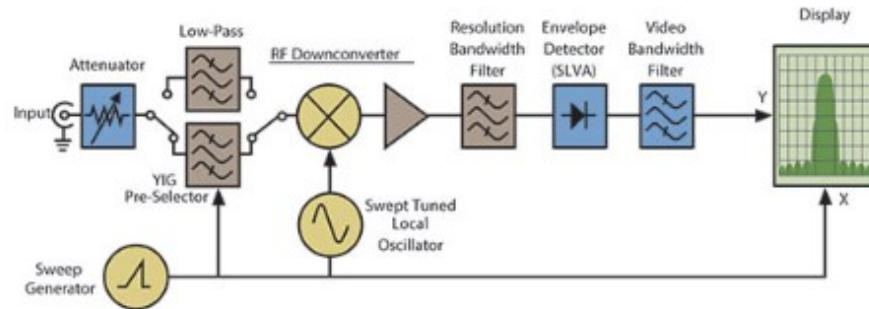 Display
Low-Pass
RF Downconverter
Resolution
Bandwidth
Filter
Envelope
Detector
(SLVA)
Video
Bandwidth
Filter
Attenuator
Input
Y
YIG
Pre-Selector
X
Swept Tuned
Local
Oscillator
Sweep
Generator